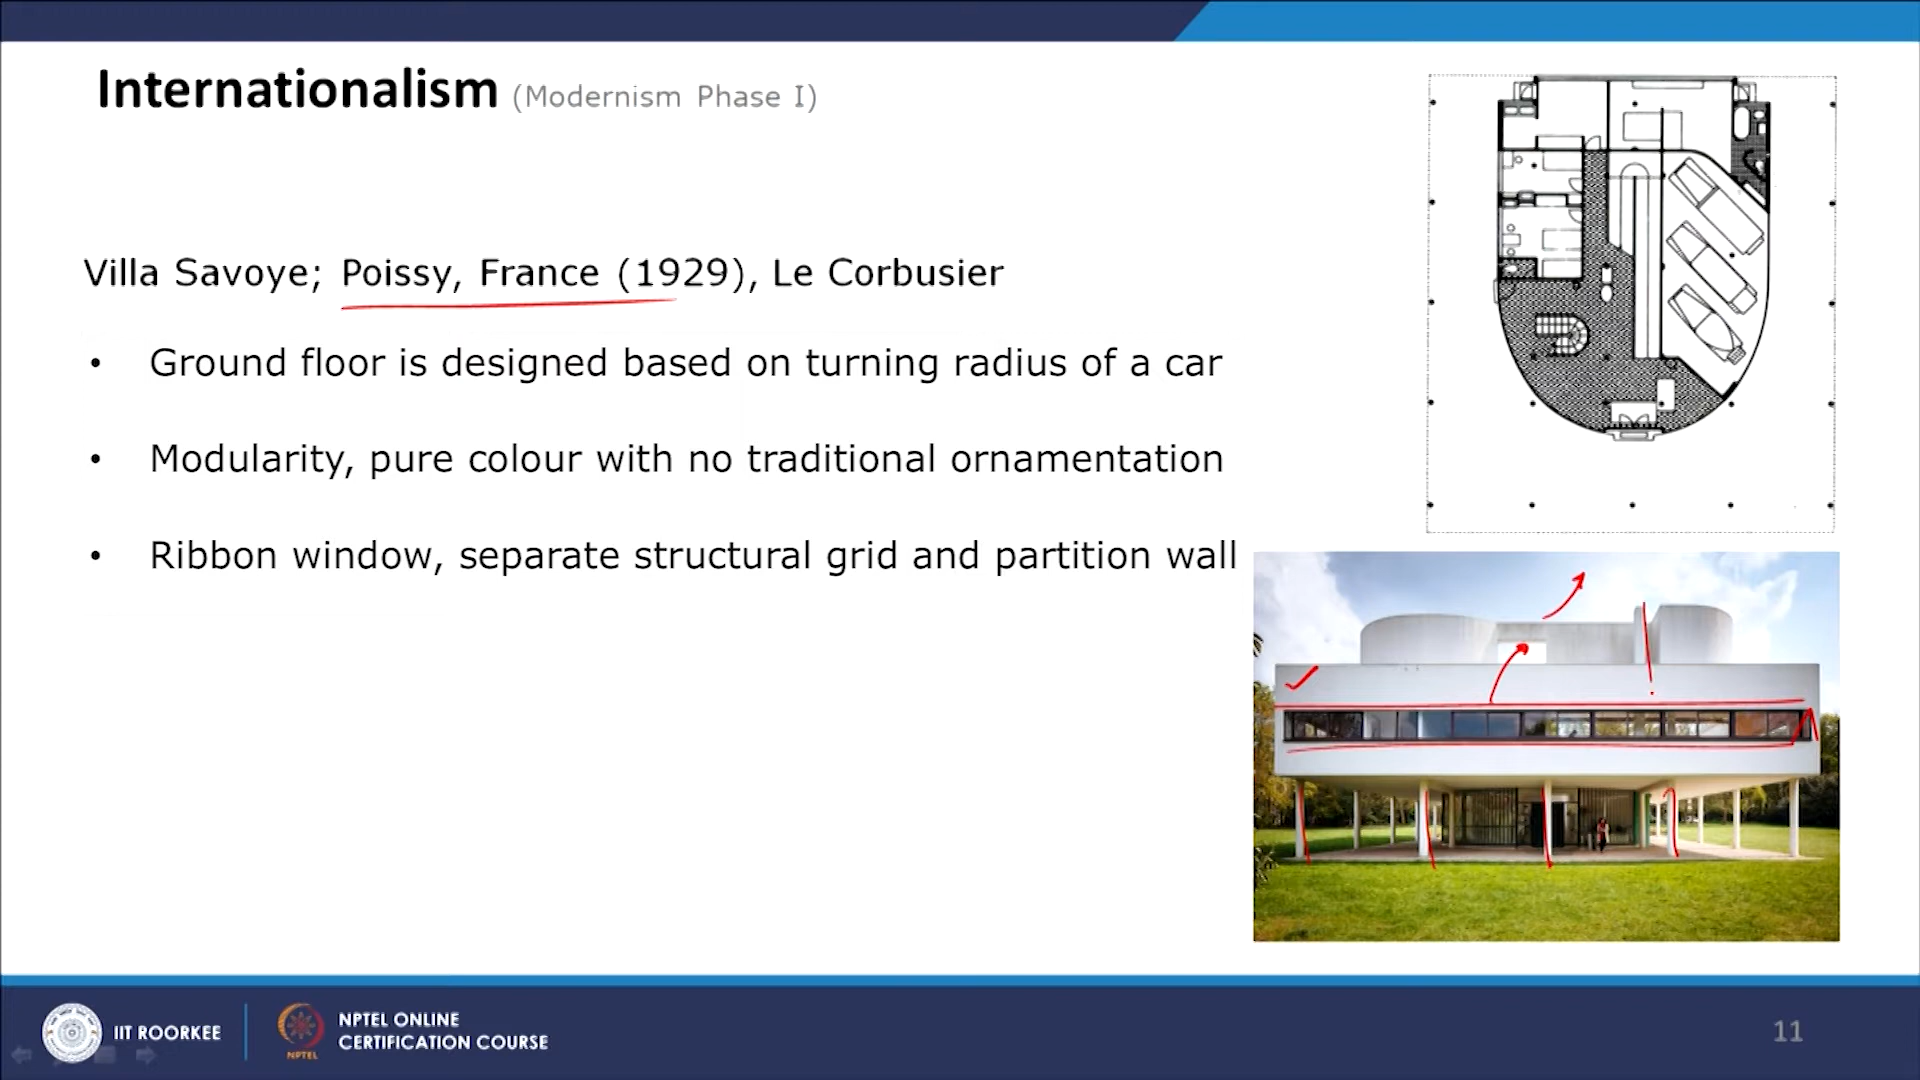 Internationalism (Modernism Phase I)
Villa Savoye; Poissy, France (1929), Le Corbusier
• Ground floor is designed based on turning radius of a car
• Modularity, pure colour with no traditional ornamentation
• Ribbon window, separate structural grid and partition wall
IIT ROORKEE
NPTEL
NPTEL ONLINE
CERTIFICATION COURSE
11